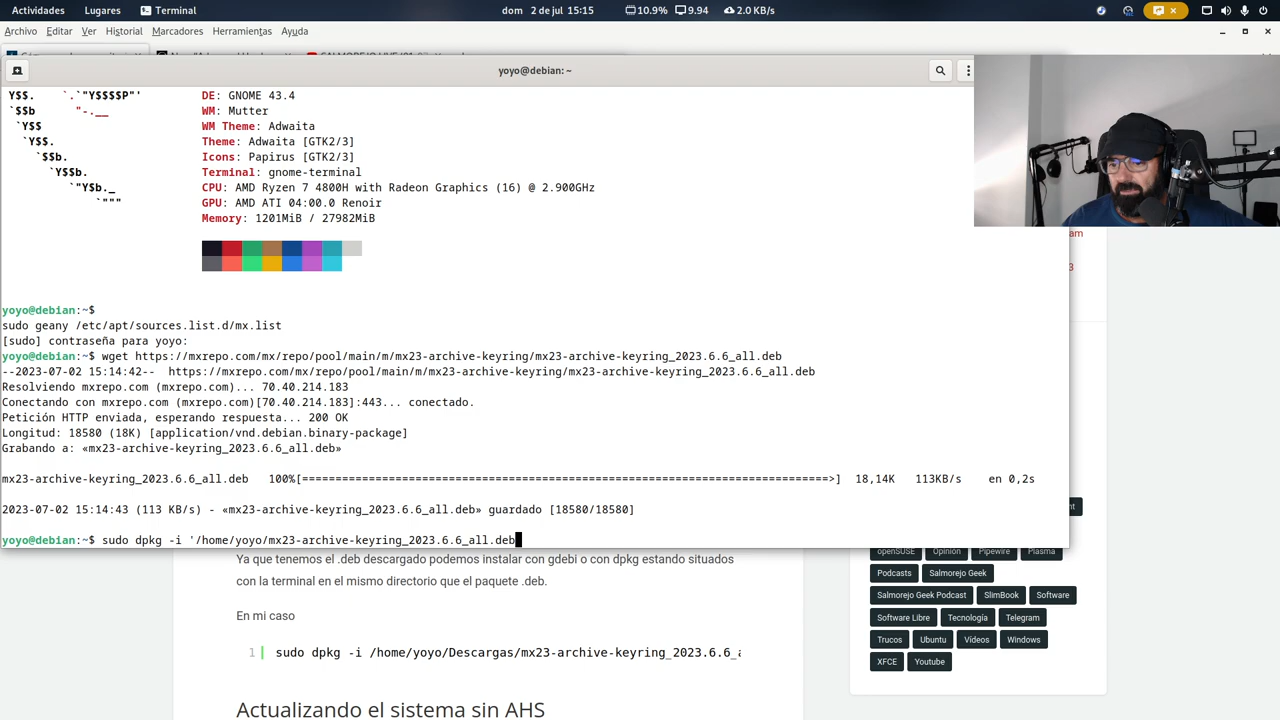 Actividades Lugares Terminal dom 2 de jul 15:15 10.9% 9.94 2.0 KB/s
Archivo Editar Ver Historial Marcadores Herramientas Ayuda
yoyo@debian: ~
Y$$. `.`"Y$$$$P"' DE: GNOME 43.4
`$$b "-.__ WM: Mutter
`Y$$ WM Theme: Adwaita
`Y$$. Theme: Adwaita [GTK2/3]
`$$b. Icons: Papirus [GTK2/3]
`Y$$b. Terminal: gnome-terminal
`"Y$b._ CPU: AMD Ryzen 7 4800H with Radeon Graphics (16) @ 2.900GHz
`""" GPU: AMD ATI 04:00.0 Renoir
Memory: 1201MiB / 27982MiB
yoyo@debian:~$
sudo geany /etc/apt/sources.list.d/mx.list
[sudo] contraseña para yoyo:
yoyo@debian:~$ wget https://mxrepo.com/mx/repo/pool/main/m/mx23-archive-keyring/mx23-archive-keyring_2023.6.6_all.deb
--2023-07-02 15:14:42-- https://mxrepo.com/mx/repo/pool/main/m/mx23-archive-keyring/mx23-archive-keyring_2023.6.6_all.deb
Resolviendo mxrepo.com (mxrepo.com)... 70.40.214.183
Conectando con mxrepo.com (mxrepo.com)[70.40.214.183]:443... conectado.
Petición HTTP enviada, esperando respuesta... 200 OK
Longitud: 18580 (18K) [application/vnd.debian.binary-package]
Grabando a: «mx23-archive-keyring_2023.6.6_all.deb»
mx23-archive-keyring_2023.6.6_all.deb 100%[===============================================================================>] 18,14K 113KB/s en 0,2s
2023-07-02 15:14:43 (113 KB/s) - «mx23-archive-keyring_2023.6.6_all.deb» guardado [18580/18580]
yoyo@debian:~$ sudo dpkg -i '/home/yoyo/mx23-archive-keyring_2023.6.6_all.deb
Ya que tenemos el .deb descargado podemos instalar con gdebi o con dpkg estando situados
con la terminal en el mismo directorio que el paquete .deb.
En mi caso
1 sudo dpkg -i /home/yoyo/Descargas/mx23-archive-keyring_2023.6.6_a
Actualizando el sistema sin AHS
am
3
nt
openSUSE Opinión Pipewire Plasma
Podcasts Salmorejo Geek
Salmorejo Geek Podcast SlimBook Software
Software Libre Tecnología Telegram
Trucos Ubuntu Vídeos Windows
XFCE Youtube